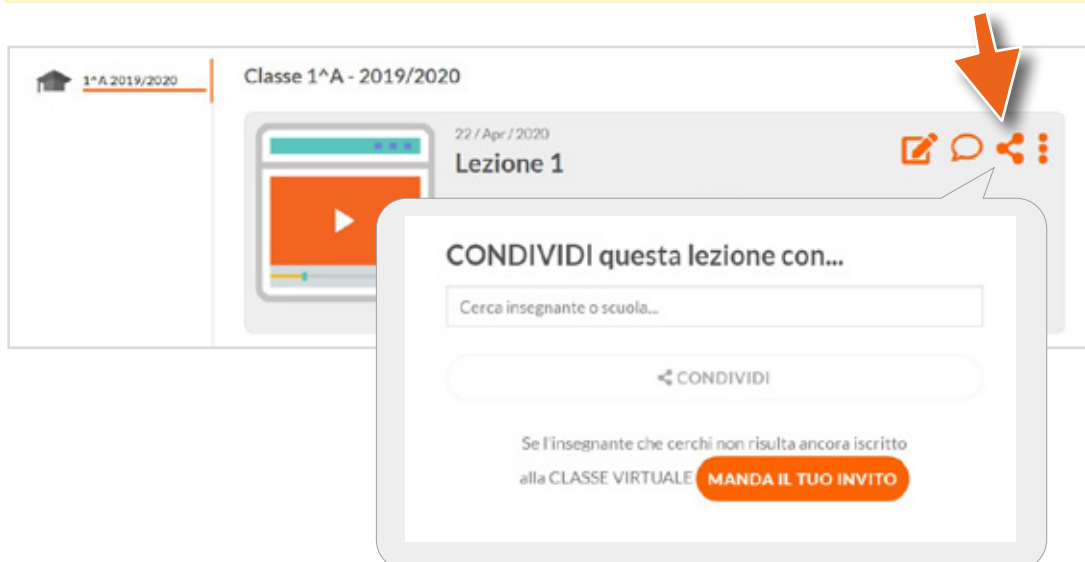 1^A 2019/2020
Classe 1^A - 2019/2020
22 / Apr / 2020
Lezione 1
CONDIVIDI questa lezione con...
Cerca insegnante o scuola...
CONDIVIDI
Se l'insegnante che cerchi non risulta ancora iscritto
alla CLASSE VIRTUALE MANDA IL TUO INVITO